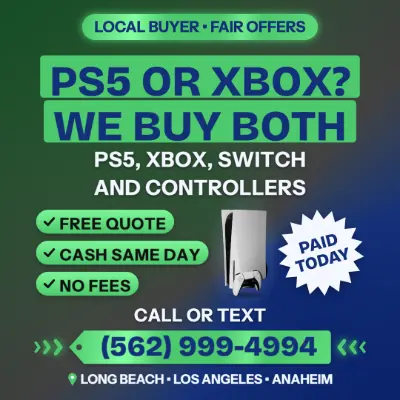 LOCAL BUYER • FAIR OFFERS
PS5 OR XBOX?
WE BUY BOTH
PS5, XBOX, SWITCH
AND CONTROLLERS
FREE QUOTE
CASH SAME DAY
NO FEES
PAID
TODAY
CALL OR TEXT
(562) 999-4994
LONG BEACH • LOS ANGELES • ANAHEIM